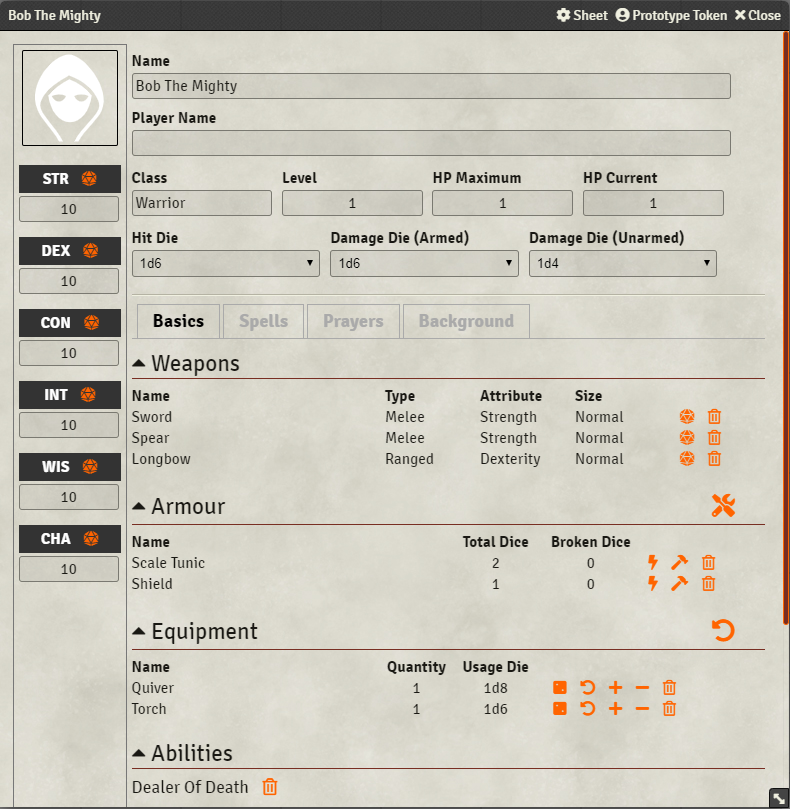 Bob The Mighty
Sheet Prototype Token Close
Name
Bob The Mighty
Player Name
Class Level HP Maximum HP Current
Warrior 1 1 1
Hit Die Damage Die (Armed) Damage Die (Unarmed)
1d6 1d6 1d4
STR
10
DEX
10
CON
10
INT
10
WIS
10
CHA
10
Basics Spells Prayers Background
Weapons
Name Type Attribute Size
Sword Melee Strength Normal
Spear Melee Strength Normal
Longbow Ranged Dexterity Normal
Armour
Name Total Dice Broken Dice
Scale Tunic 2 0
Shield 1 0
Equipment
Name Quantity Usage Die
Quiver 1 1d8
Torch 1 1d6
Abilities
Dealer Of Death